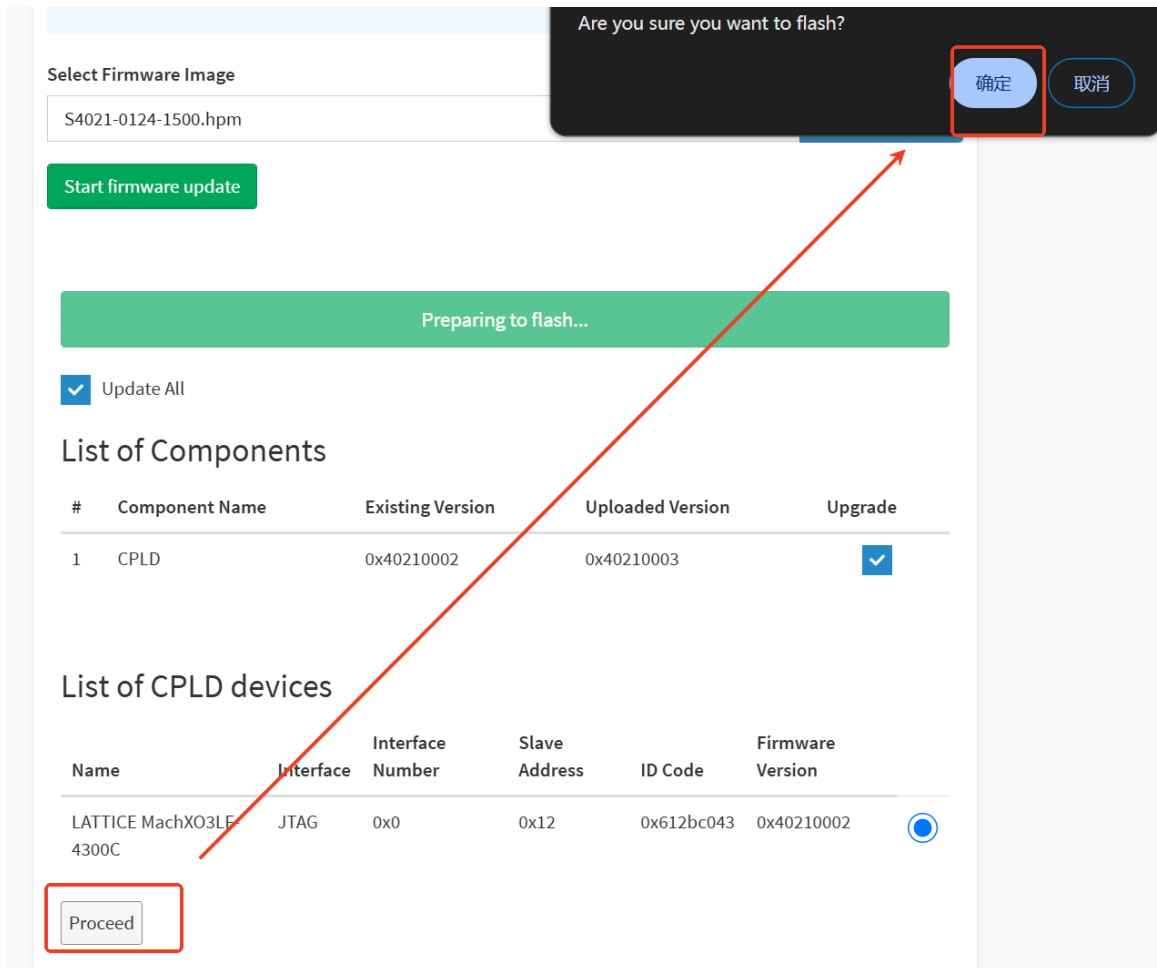 Are you sure you want to flash?
确定 取消
Select Firmware Image
S4021-0124-1500.hpm
Start firmware update
Preparing to flash...
Update All
List of Components
# Component Name Existing Version Uploaded Version Upgrade
1 CPLD 0x40210002 0x40210003
List of CPLD devices
Name Interface Interface Number Slave Address ID Code Firmware Version
LATTICE MachXO3LF-4300C JTAG 0x0 0x12 0x612bc043 0x40210002
Proceed